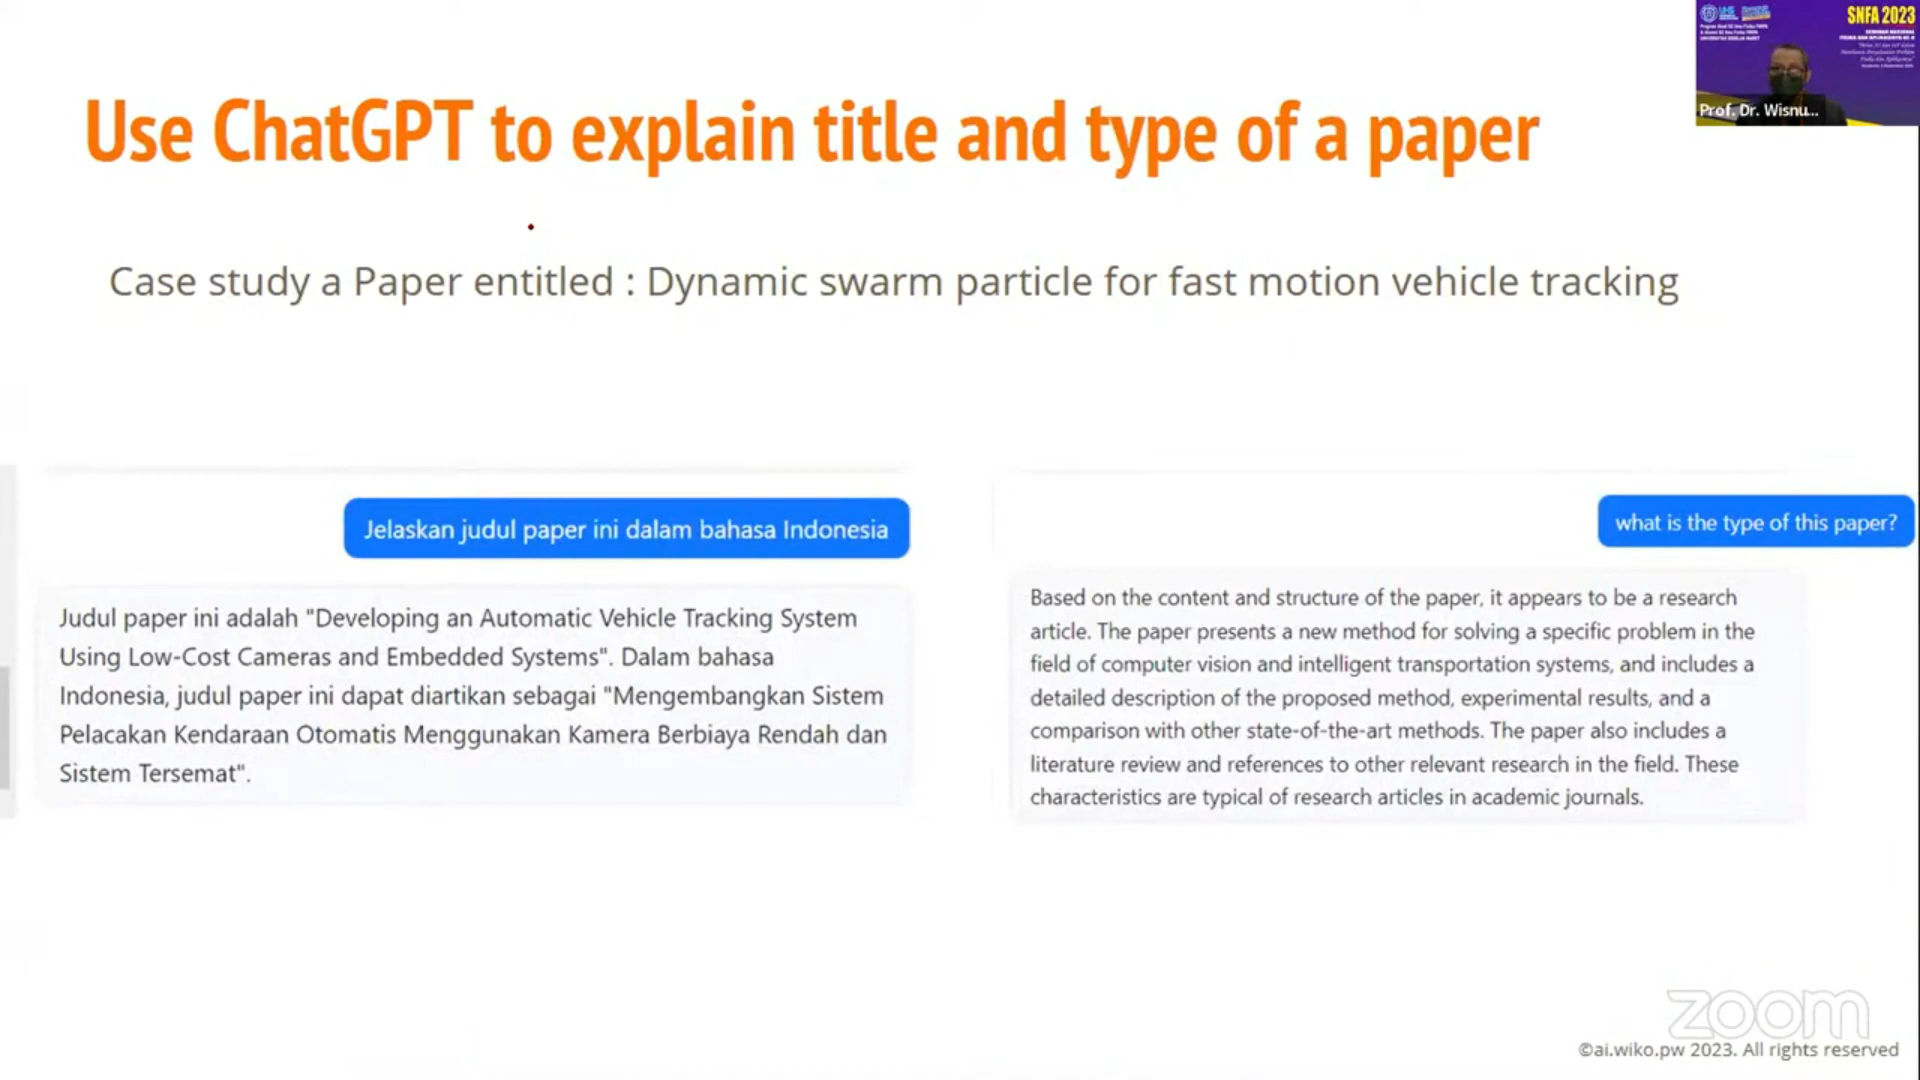 SNFA 2023
Prof. Dr. Wisnu...
Use ChatGPT to explain title and type of a paper
Case study a Paper entitled : Dynamic swarm particle for fast motion vehicle tracking
Jelaskan judul paper ini dalam bahasa Indonesia
Judul paper ini adalah "Developing an Automatic Vehicle Tracking System
Using Low-Cost Cameras and Embedded Systems". Dalam bahasa
Indonesia, judul paper ini dapat diartikan sebagai "Mengembangkan Sistem
Pelacakan Kendaraan Otomatis Menggunakan Kamera Berbiaya Rendah dan
Sistem Tersemat".
what is the type of this paper?
Based on the content and structure of the paper, it appears to be a research
article. The paper presents a new method for solving a specific problem in the
field of computer vision and intelligent transportation systems, and includes a
detailed description of the proposed method, experimental results, and a
comparison with other state-of-the-art methods. The paper also includes a
literature review and references to other relevant research in the field. These
characteristics are typical of research articles in academic journals.
zoom
©ai.wiko.pw 2023. All rights reserved